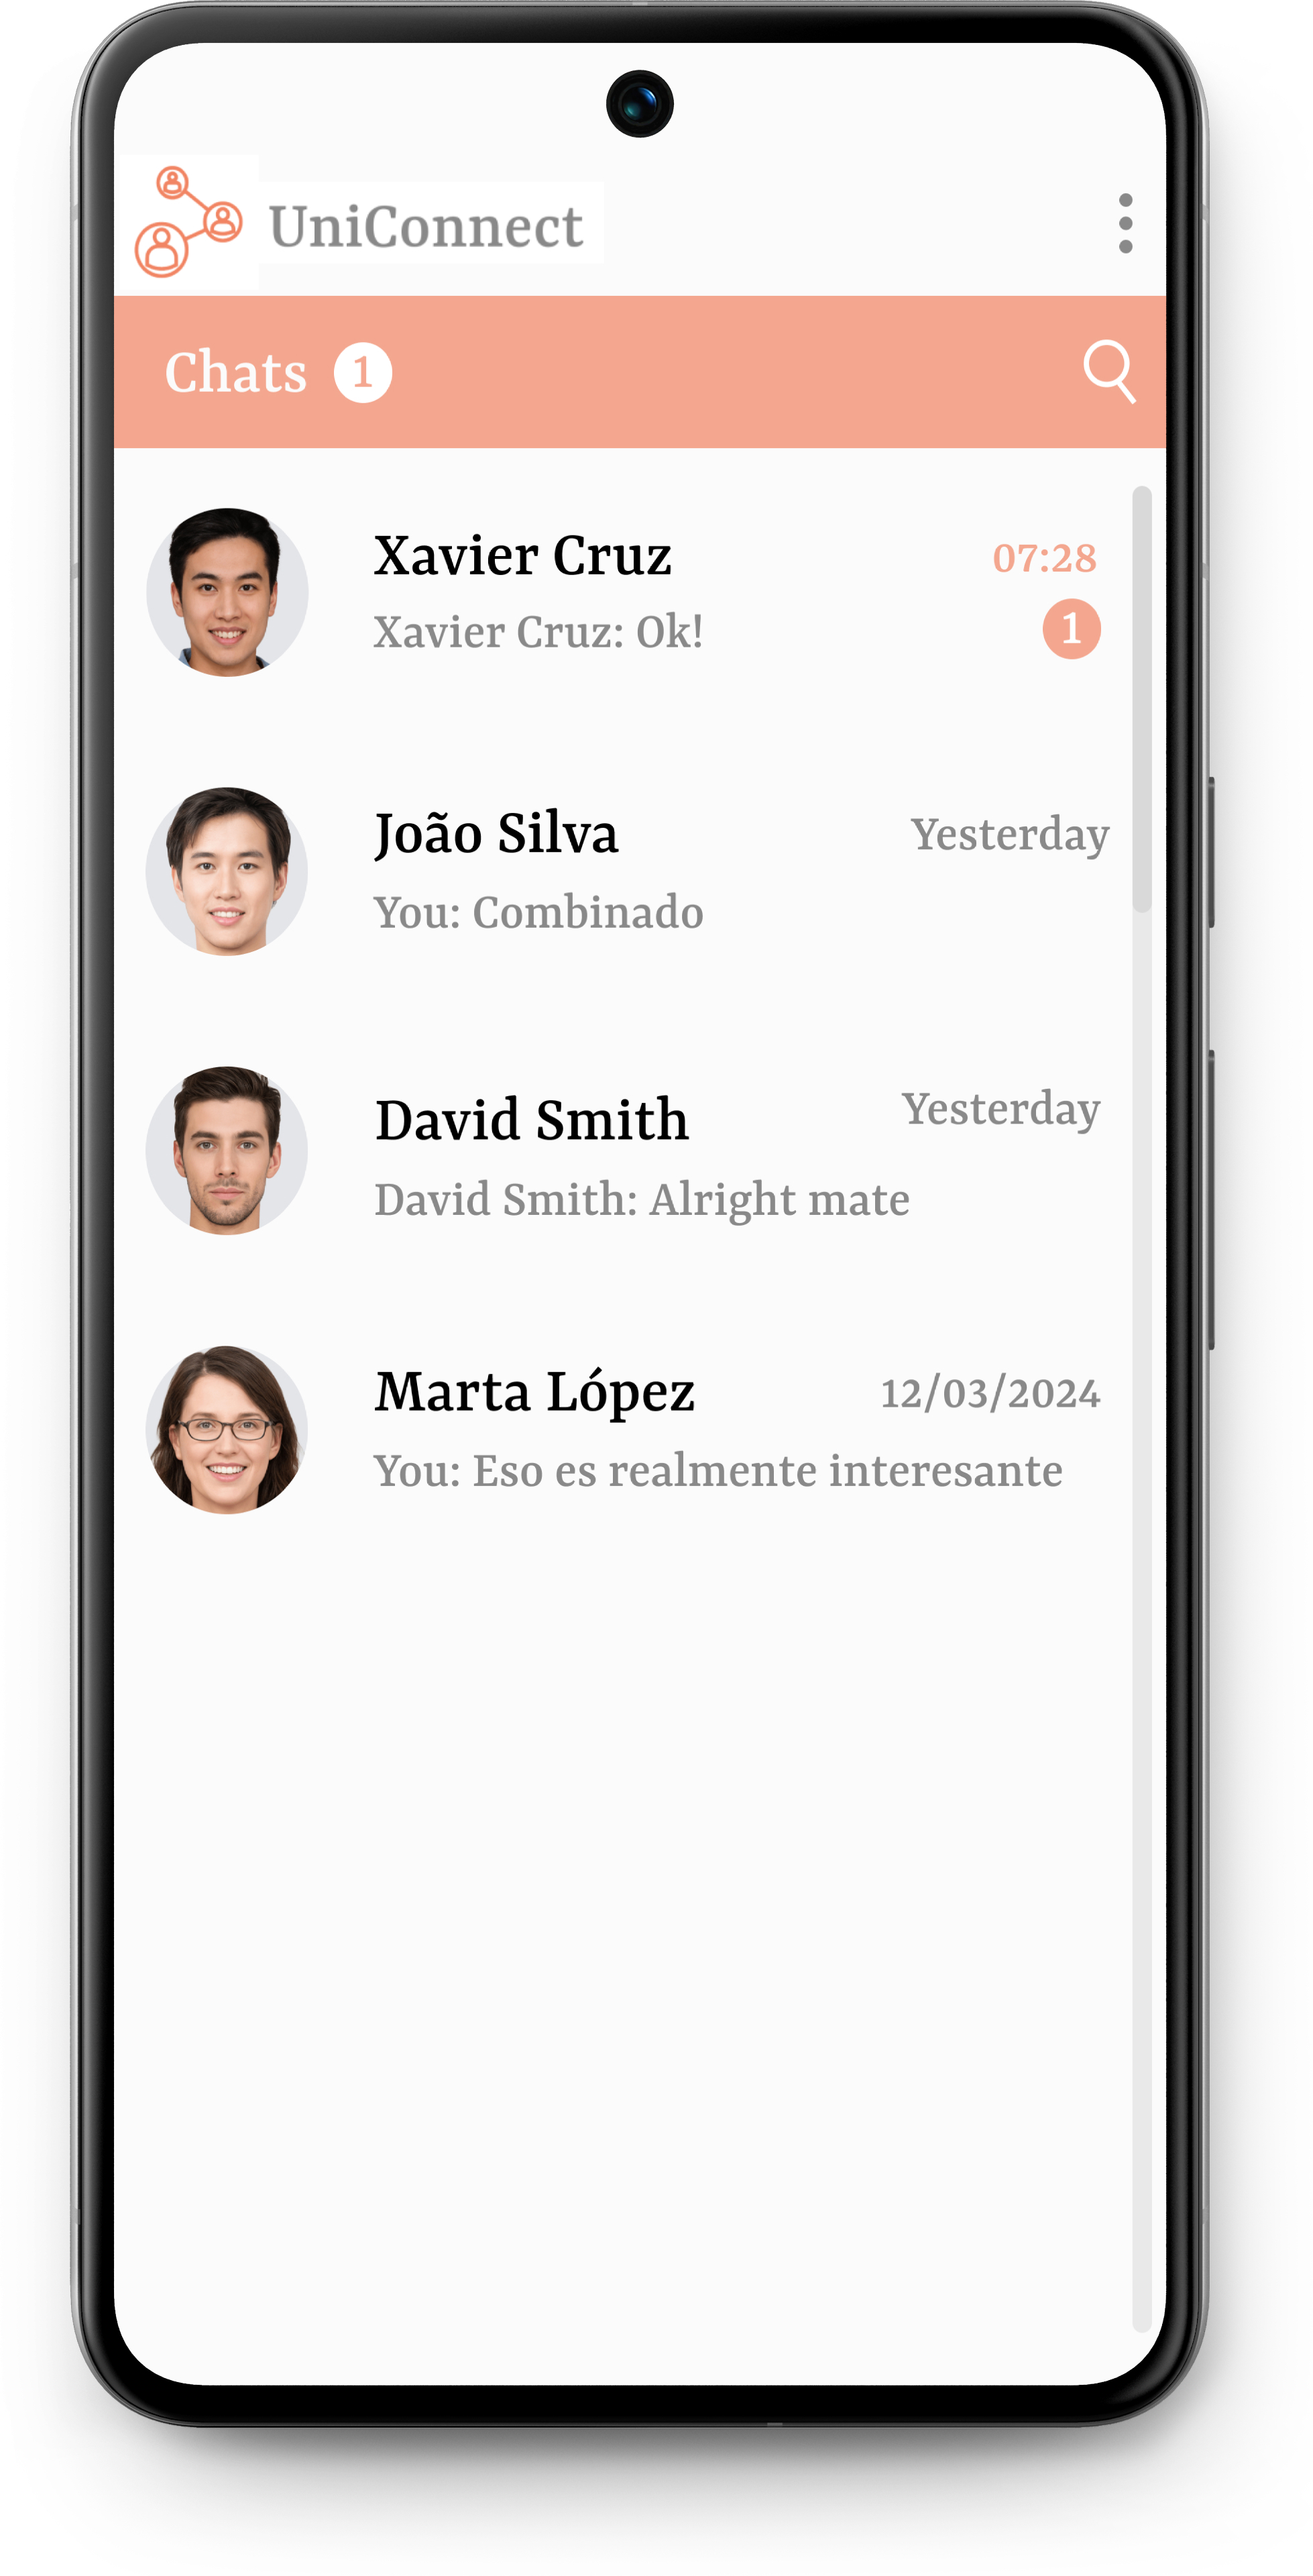 UniConnect
Chats 1
Xavier Cruz 07:28
Xavier Cruz: Ok! 1
João Silva Yesterday
You: Combinado
David Smith Yesterday
David Smith: Alright mate
Marta López 12/03/2024
You: Eso es realmente interesante